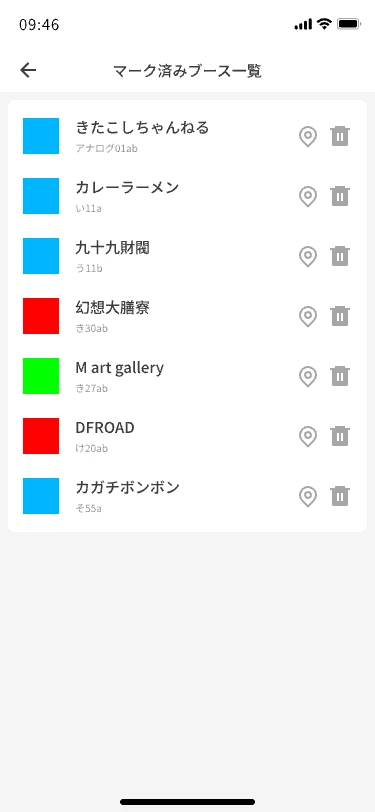 09:46
マーク済みブース一覧
きたこしちゃんねる
アナログ01ab
カレーラーメン
い11a
九十九財閥
う11b
幻想大膳寮
き30ab
M art gallery
き27ab
DFROAD
け20ab
カガチボンボン
そ55a